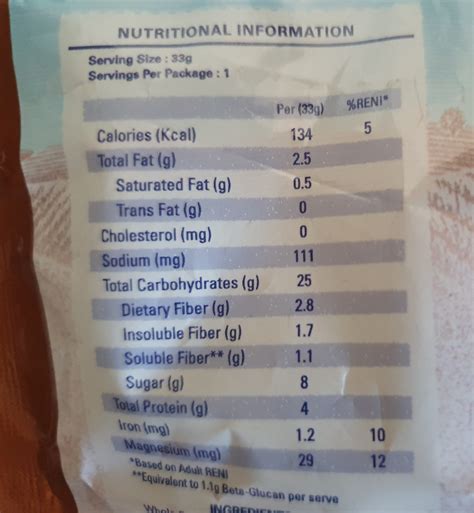 NUTRITIONAL INFORMATION
Serving Size : 33g
Servings Per Package : 1
Per (33g) %RENI*
Calories (Kcal) 134 5
Total Fat (g) 2.5
Saturated Fat (g) 0.5
Trans Fat (g) 0
Cholesterol (mg) 0
Sodium (mg) 111
Total Carbohydrates (g) 25
Dietary Fiber (g) 2.8
Insoluble Fiber (g) 1.7
Soluble Fiber** (g) 1.1
Sugar (g) 8
Total Protein (g) 4
Iron (mg) 1.2 10
Magnesium (mg) 29 12
*Based on Adult RENI
**Equivalent to 1.1g Beta-Glucan per serve